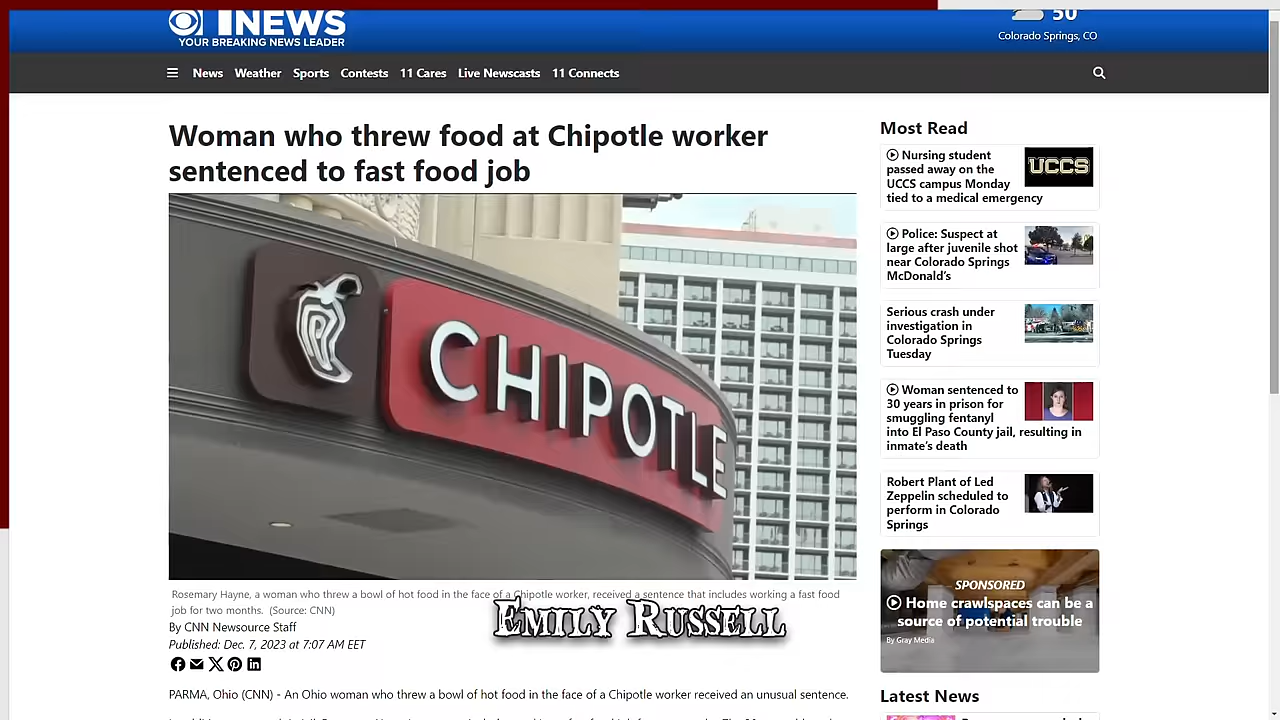 NEWS
YOUR BREAKING NEWS LEADER
50
Colorado Springs, CO
News Weather Sports Contests 11 Cares Live Newscasts 11 Connects
Woman who threw food at Chipotle worker
sentenced to fast food job
CHIPOTLE
Rosemary Hayne, a woman who threw a bowl of hot food in the face of a Chipotle worker, received a sentence that includes working a fast food
job for two months. (Source: CNN)
EMILY RUSSELL
By CNN Newsource Staff
Published: Dec. 7, 2023 at 7:07 AM EET
PARMA, Ohio (CNN) - An Ohio woman who threw a bowl of hot food in the face of a Chipotle worker received an unusual sentence.
Most Read
Nursing student
passed away on the
UCCS campus Monday
tied to a medical emergency
UCCS
Police: Suspect at
large after juvenile shot
near Colorado Springs
McDonald's
Serious crash under
investigation in
Colorado Springs
Tuesday
Woman sentenced to
30 years in prison for
smuggling fentanyl
into El Paso County jail, resulting in
inmate's death
Robert Plant of Led
Zeppelin scheduled to
perform in Colorado
Springs
SPONSORED
Home crawlspaces can be a
source of potential trouble
By Gray Media
Latest News